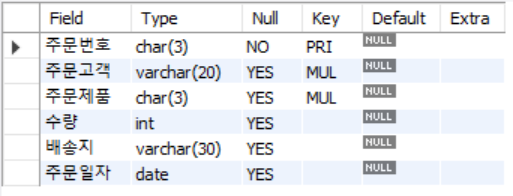 Field Type Null Key Default Extra
주문번호 char(3) NO PRI NULL
주문고객 varchar(20) YES MUL NULL
주문제품 char(3) YES MUL NULL
수량 int YES NULL
배송지 varchar(30) YES NULL
주문일자 date YES NULL